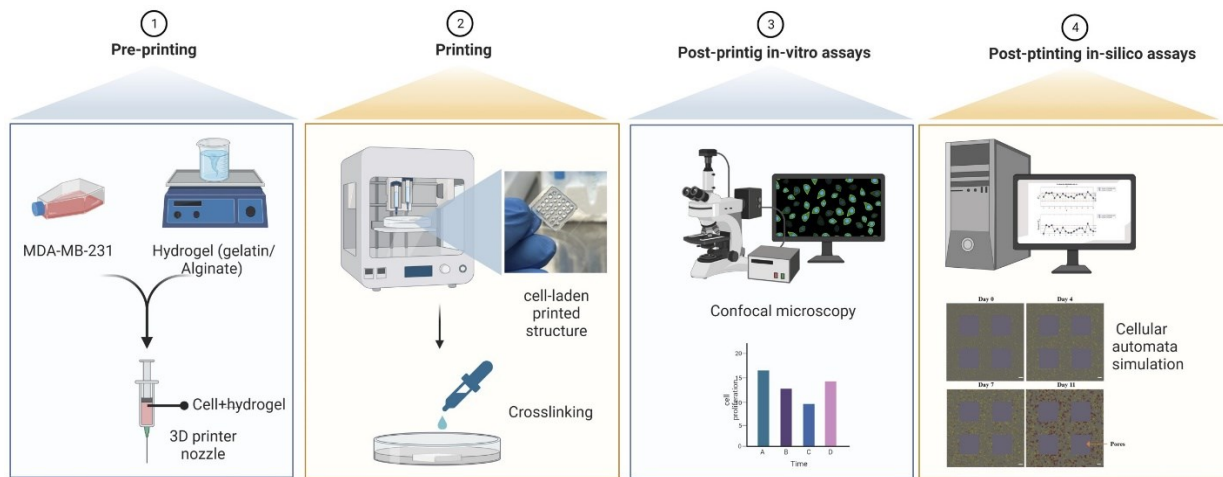 1
Pre-printing
MDA-MB-231
Hydrogel (gelatin/
Alginate)
Cell+hydrogel
3D printer
nozzle
2
Printing
cell-laden
printed
structure
Crosslinking
3
Post-printig in-vitro assays
Confocal microscopy
cell
proliferation
20
15
10
5
0
A B C D
Time
4
Post-ptinting in-silico assays
Day 0 Day 4
Day 7 Day 11
Pores
Cellular
automata
simulation